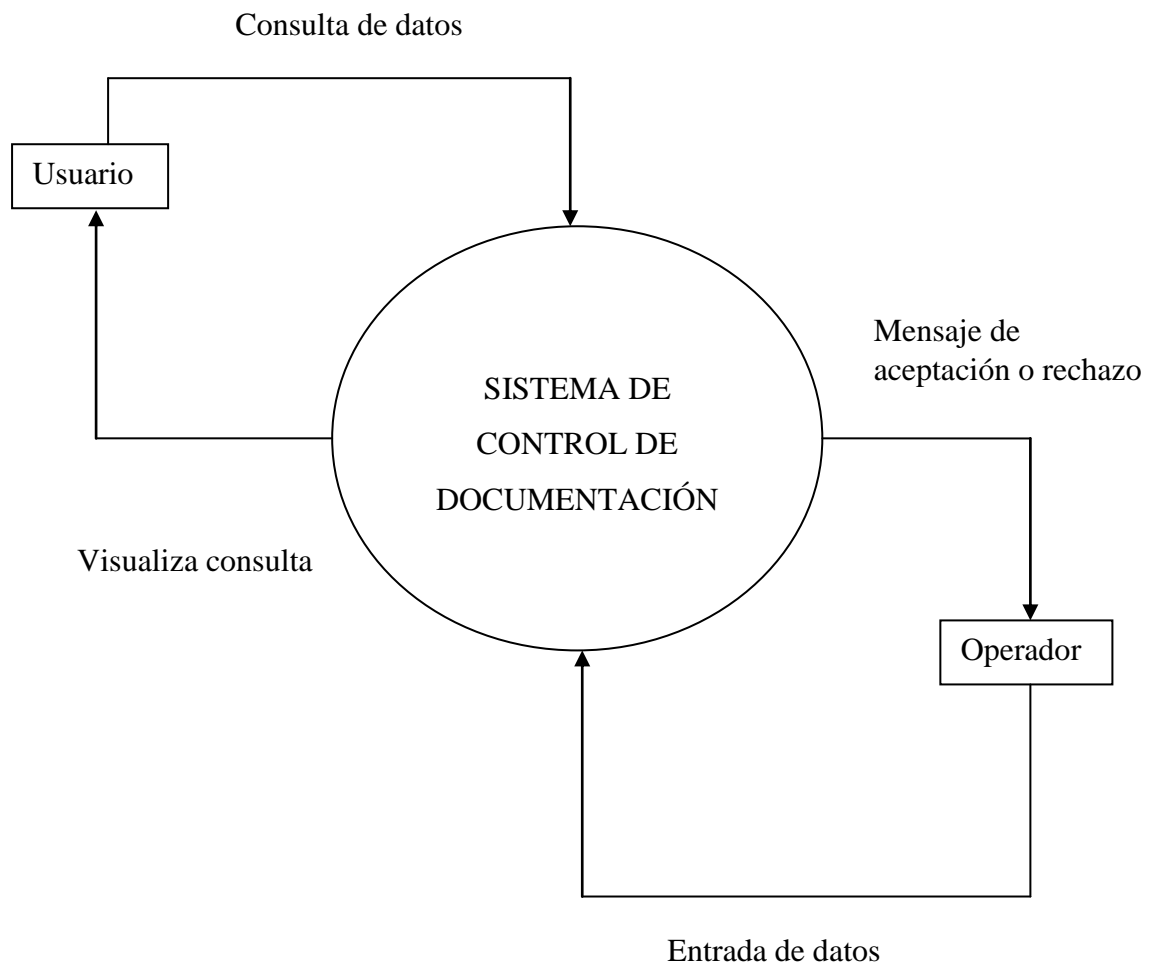 Consulta de datos
Usuario
Mensaje de
aceptación o rechazo
SISTEMA DE
CONTROL DE
DOCUMENTACIÓN
Visualiza consulta
Operador
Entrada de datos